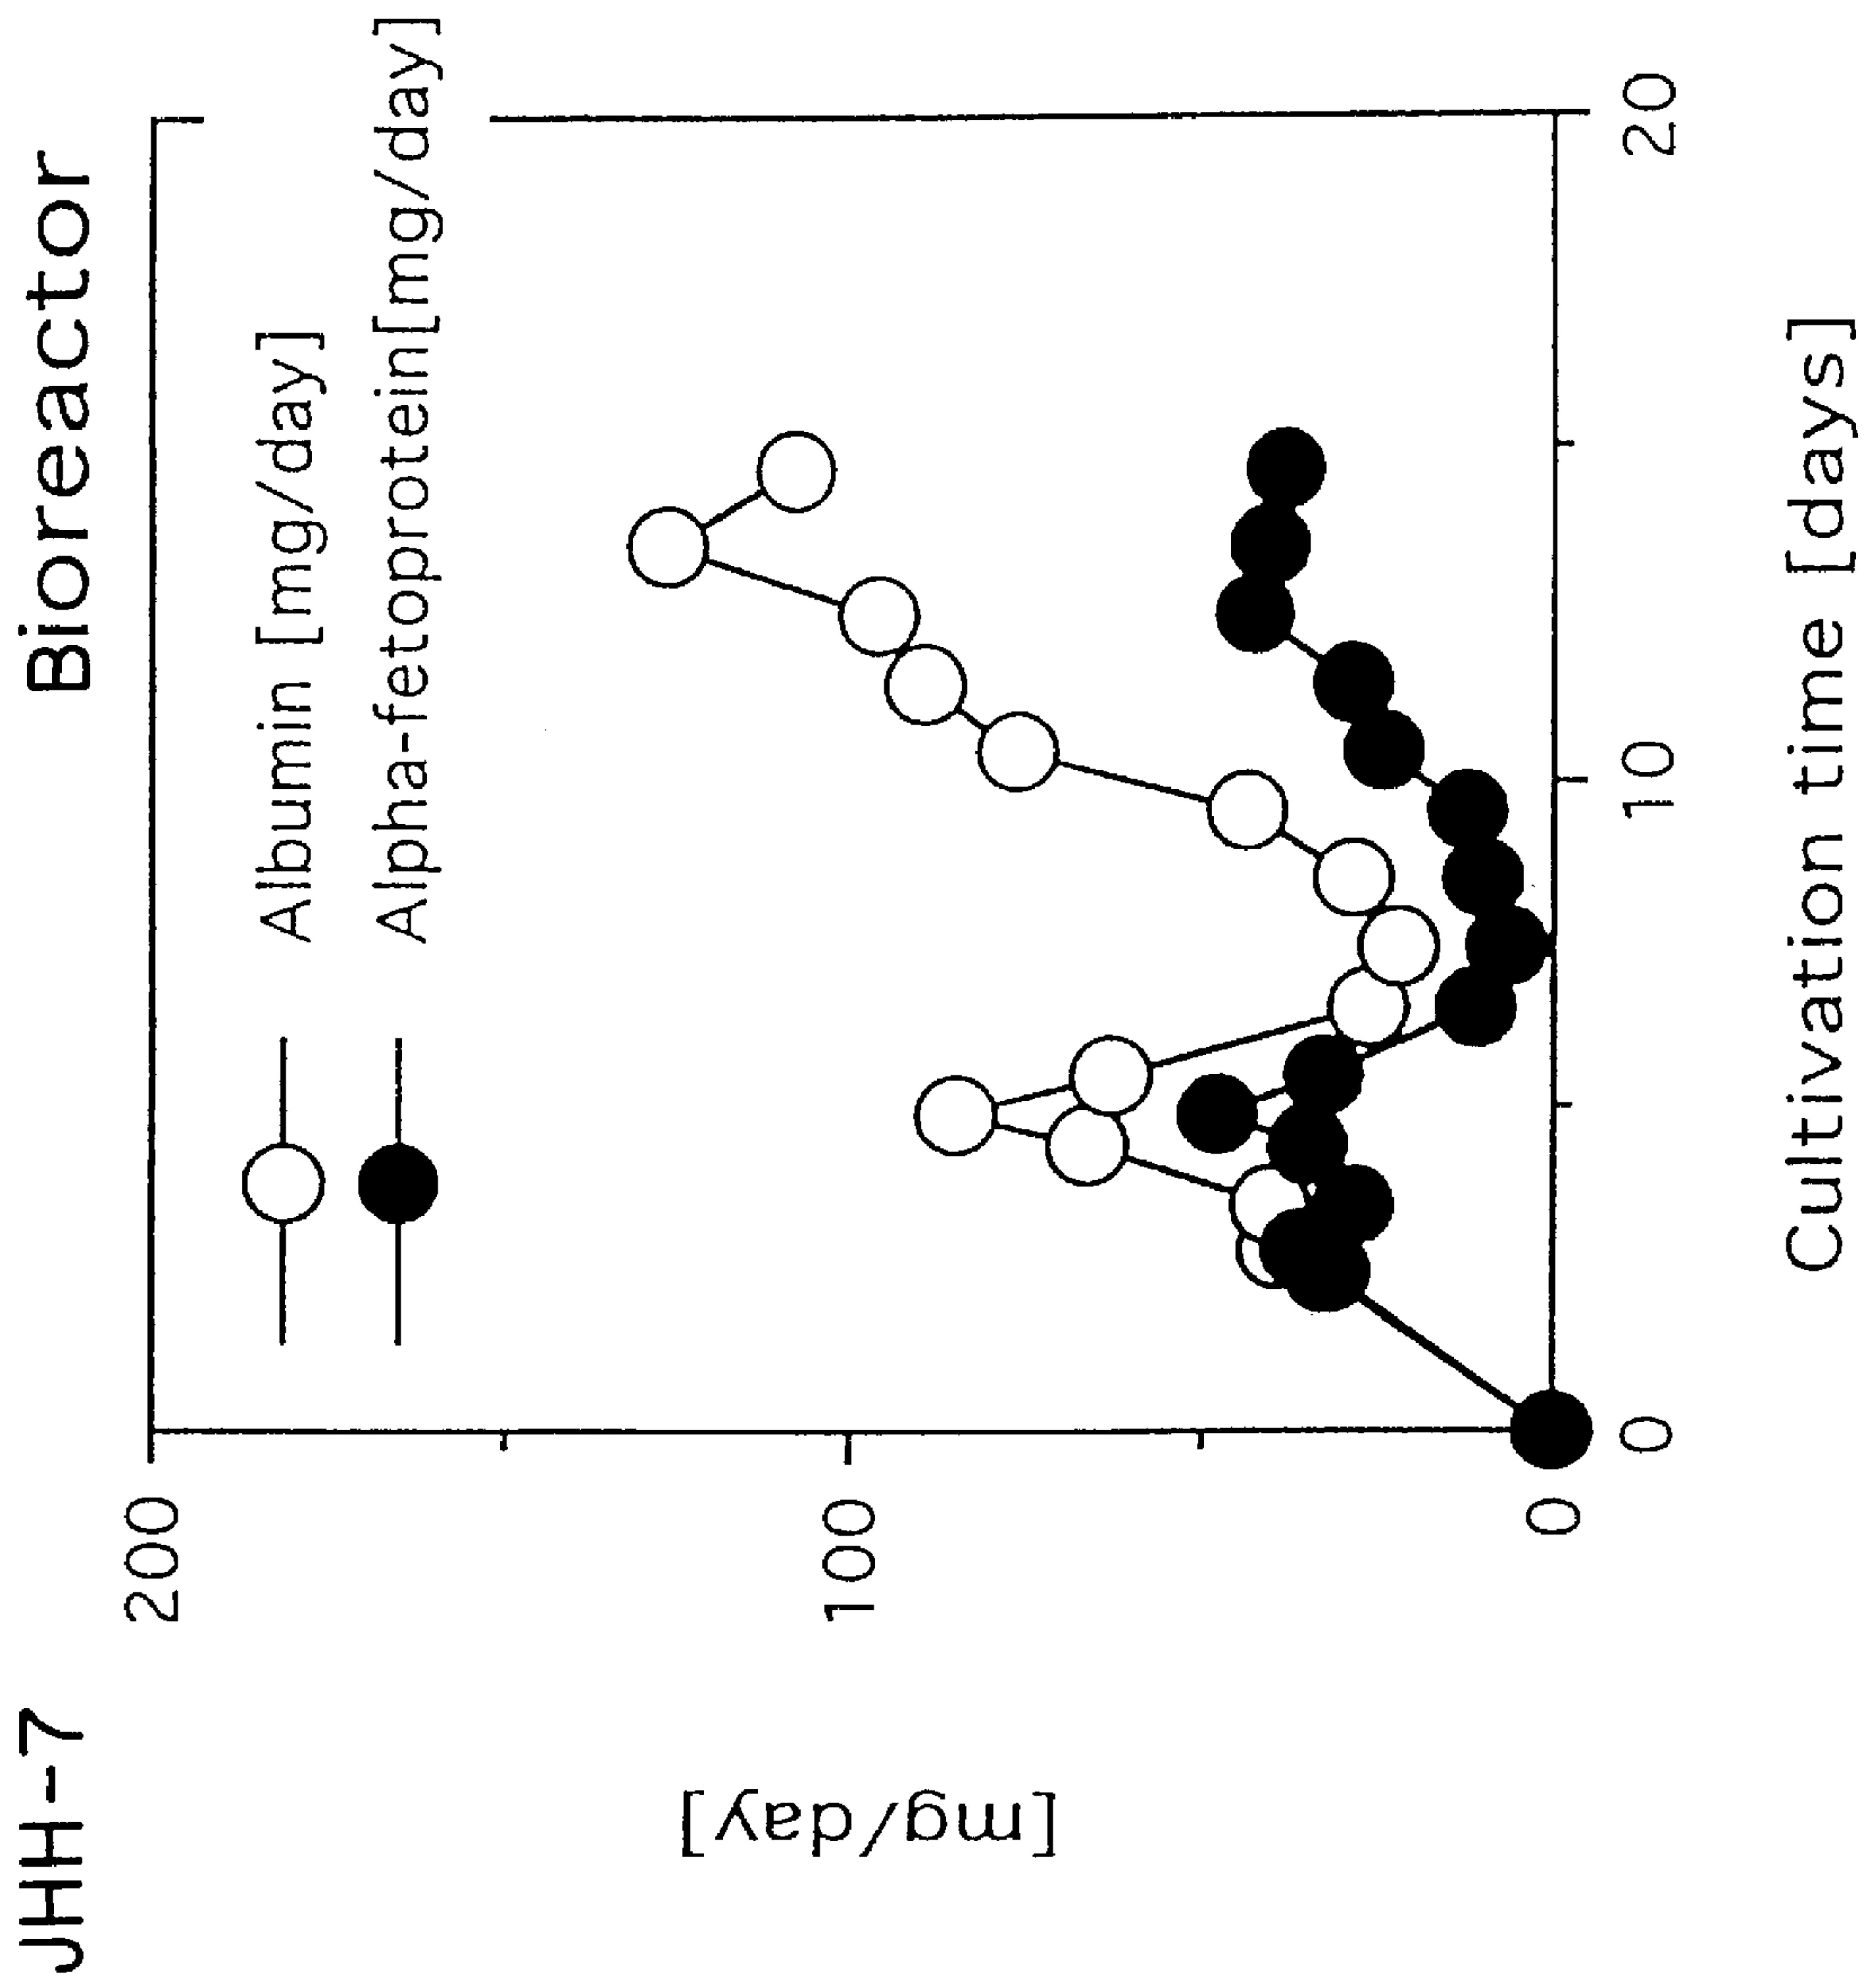 JHH-7
Bioreactor
200
Albumin [mg/day]
Alpha-fetoprotein[mg/day]
[mg/day]
100
0
0
10
20
Cultivation time [days]